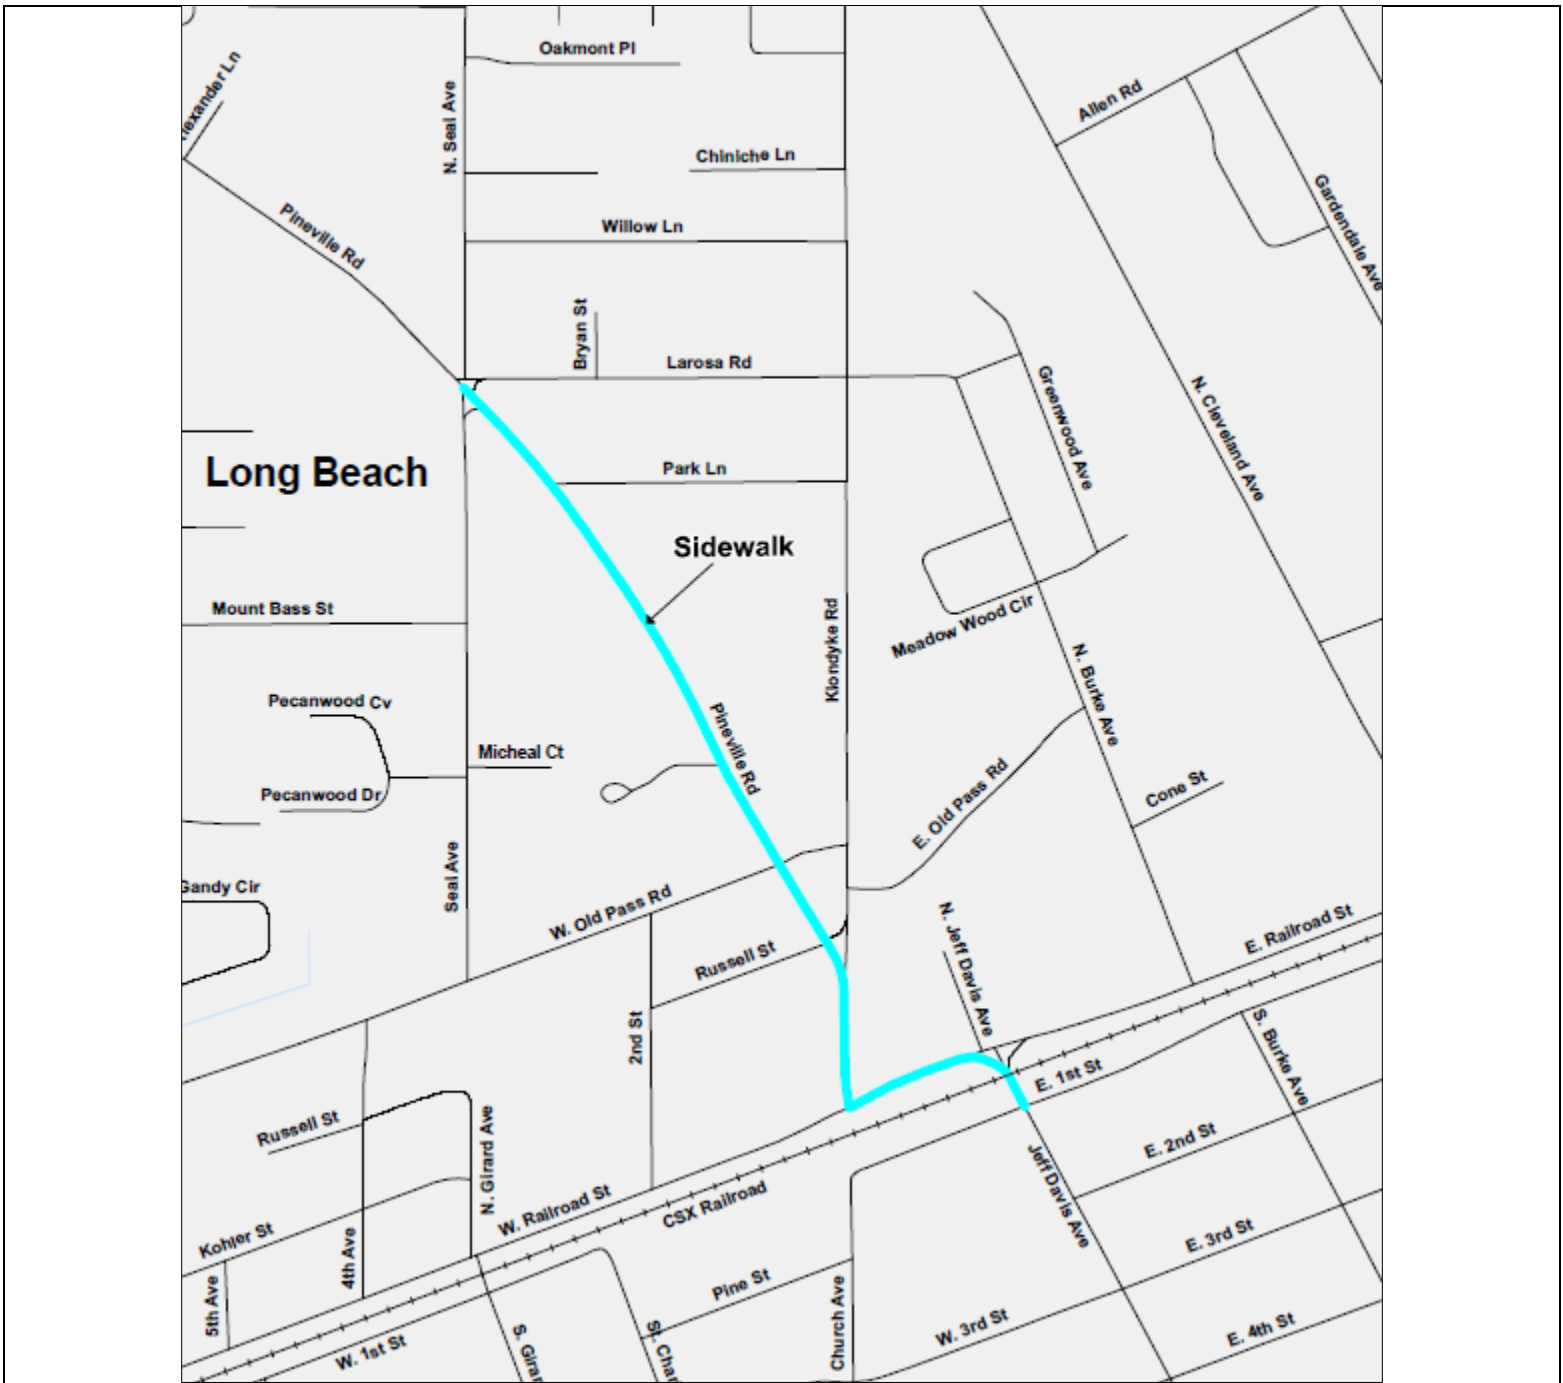 Oakmont Pl
Alexander Ln
N. Seal Ave
Allen Rd
Chiniche Ln
Gardendale Ave
Pineville Rd
Willow Ln
Bryan St
Larosa Rd
Greenwood Ave
N. Cleveland Ave
Long Beach
Park Ln
Sidewalk
Mount Bass St
Klondyke Rd
Meadow Wood Cir
N. Burke Ave
Pecanwood Cv
Pineville Rd
Micheal Ct
Pecanwood Dr
E. Old Pass Rd
Cone St
Seal Ave
Gandy Cir
W. Old Pass Rd
N. Jeff Davis Ave
E. Railroad St
Russell St
2nd St
E. 1st St
S. Burke Ave
Russell St
N. Girard Ave
E. 2nd St
Jeff Davis Ave
W. Railroad St
CSX Railroad
Kohler St
4th Ave
E. 3rd St
5th Ave
Pine St
Church Ave
W. 3rd St
E. 4th St
W. 1st St
S. Girar
St. Char